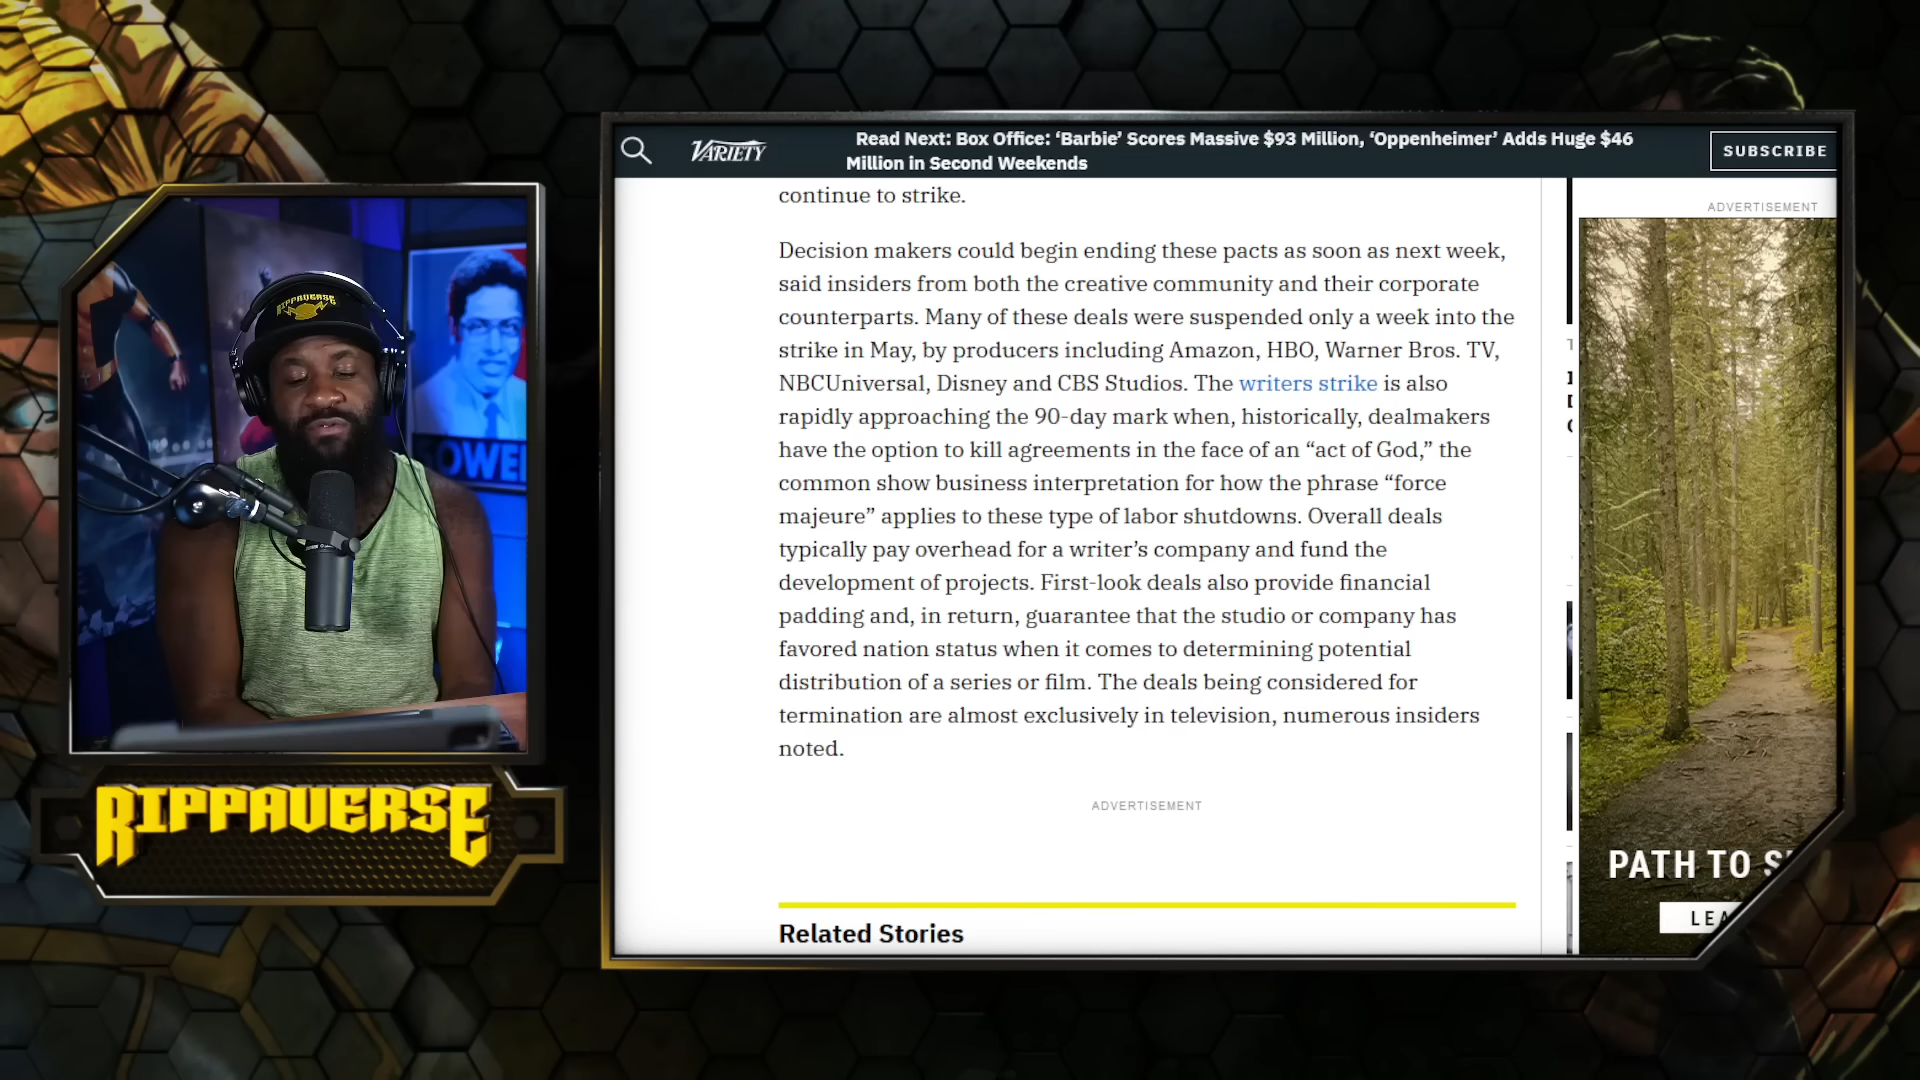 VARIETY
Read Next: Box Office: ‘Barbie’ Scores Massive $93 Million, ‘Oppenheimer’ Adds Huge $46
Million in Second Weekends
SUBSCRIBE
continue to strike.
Decision makers could begin ending these pacts as soon as next week,
said insiders from both the creative community and their corporate
counterparts. Many of these deals were suspended only a week into the
strike in May, by producers including Amazon, HBO, Warner Bros. TV,
NBCUniversal, Disney and CBS Studios. The writers strike is also
rapidly approaching the 90-day mark when, historically, dealmakers
have the option to kill agreements in the face of an “act of God,” the
common show business interpretation for how the phrase “force
majeure” applies to these type of labor shutdowns. Overall deals
typically pay overhead for a writer’s company and fund the
development of projects. First-look deals also provide financial
padding and, in return, guarantee that the studio or company has
favored nation status when it comes to determining potential
distribution of a series or film. The deals being considered for
termination are almost exclusively in television, numerous insiders
noted.
ADVERTISEMENT
Related Stories
ADVERTISEMENT
PATH TO
RIPPAVERSE
RIPPAVERSE